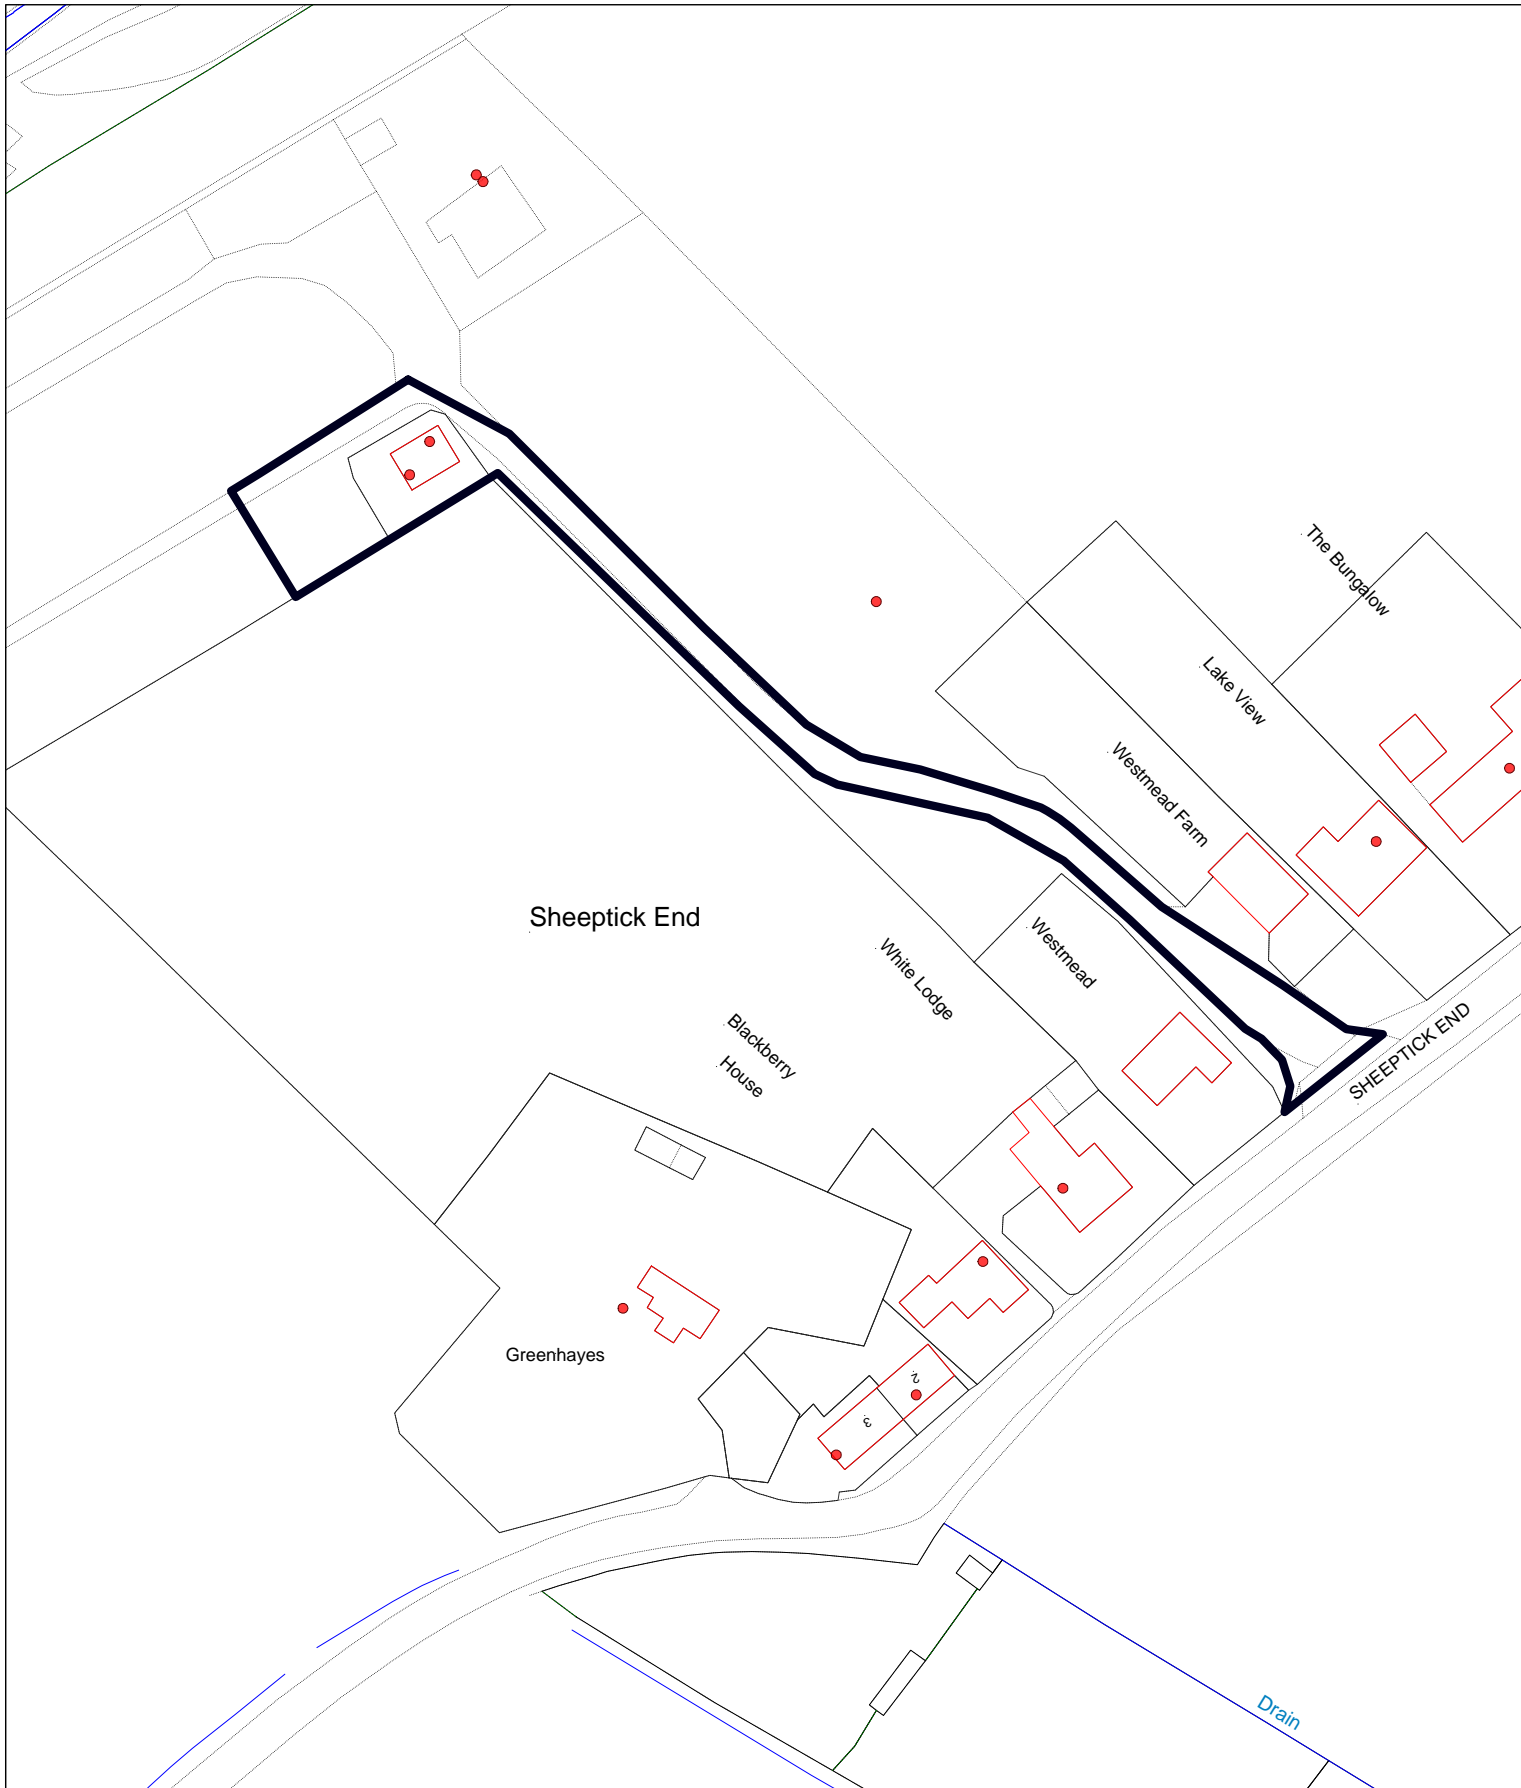 The Bungalow
Lake View
Westmead Farm
Sheeptick End
Westmead
White Lodge
Blackberry
House
SHEEPTICK END
Greenhayes
2
3
Drain